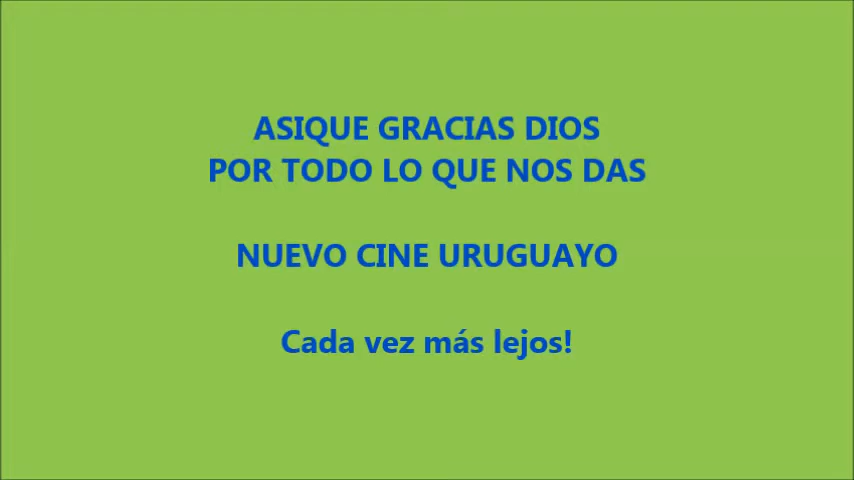 ASIQUE GRACIAS DIOS
POR TODO LO QUE NOS DAS
NUEVO CINE URUGUAYO
Cada vez más lejos!